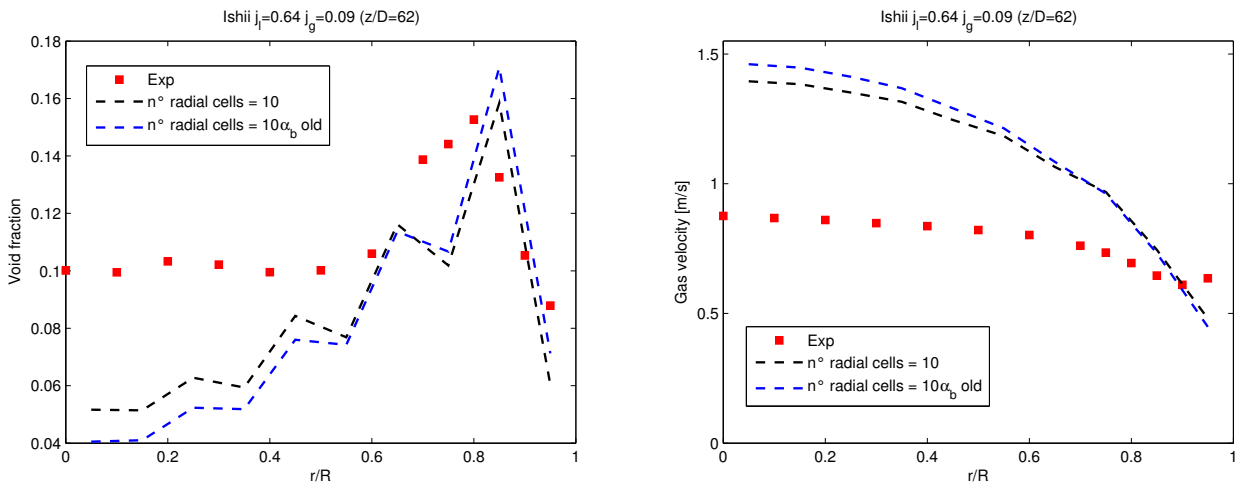 Ishii j_l=0.64 j_g=0.09 (z/D=62)
0.18
0.16
0.14
0.12
0.1
0.08
0.06
0.04
Void fraction
Exp
n° radial cells = 10
n° radial cells = 10α_b old
0 0.2 0.4 0.6 0.8 1
r/R
Ishii j_l=0.64 j_g=0.09 (z/D=62)
1.5
1
0.5
0
Gas velocity [m/s]
Exp
n° radial cells = 10
n° radial cells = 10α_b old
0 0.2 0.4 0.6 0.8 1
r/R